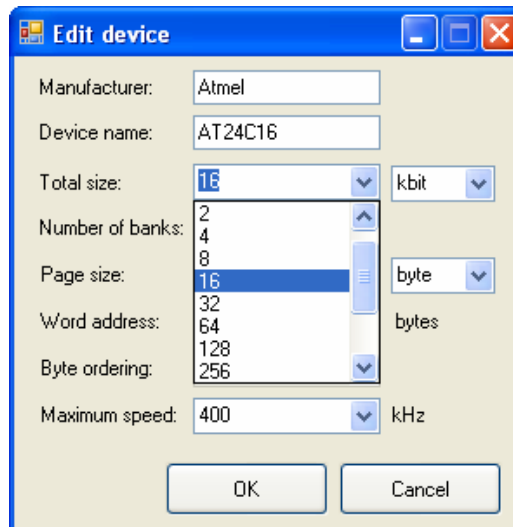 Edit device
Manufacturer: Atmel
Device name: AT24C16
Total size: 16 kbit
2
Number of banks: 4
8
Page size: 16 byte
32
Word address: 64 bytes
128
Byte ordering: 256
Maximum speed: 400 kHz
OK Cancel